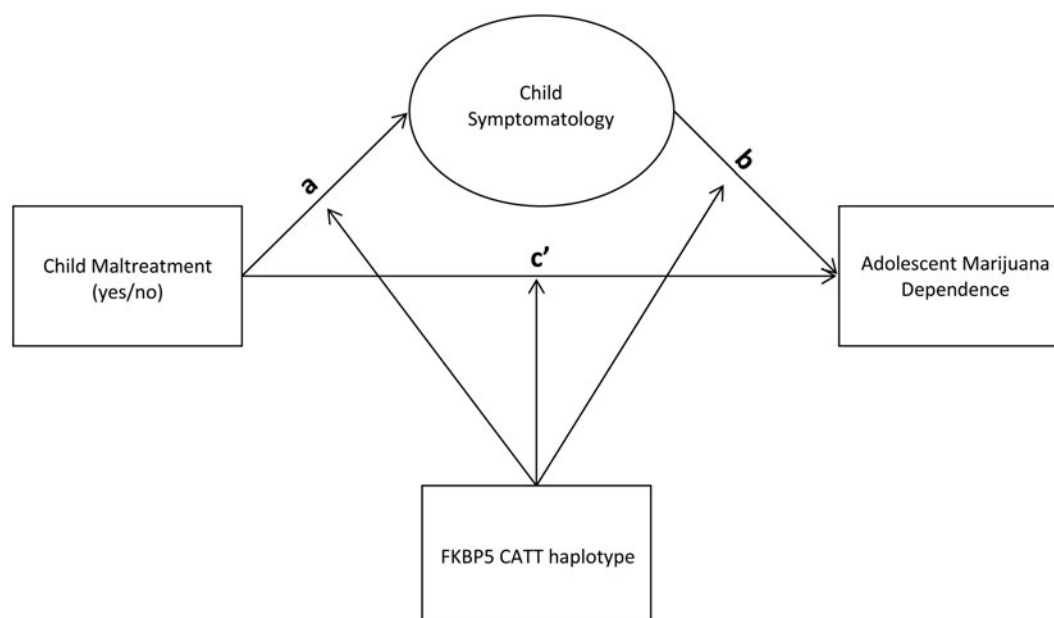 Child
Symptomatology
a
b
Child Maltreatment
(yes/no)
c’
Adolescent Marijuana
Dependence
FKBP5 CATT haplotype